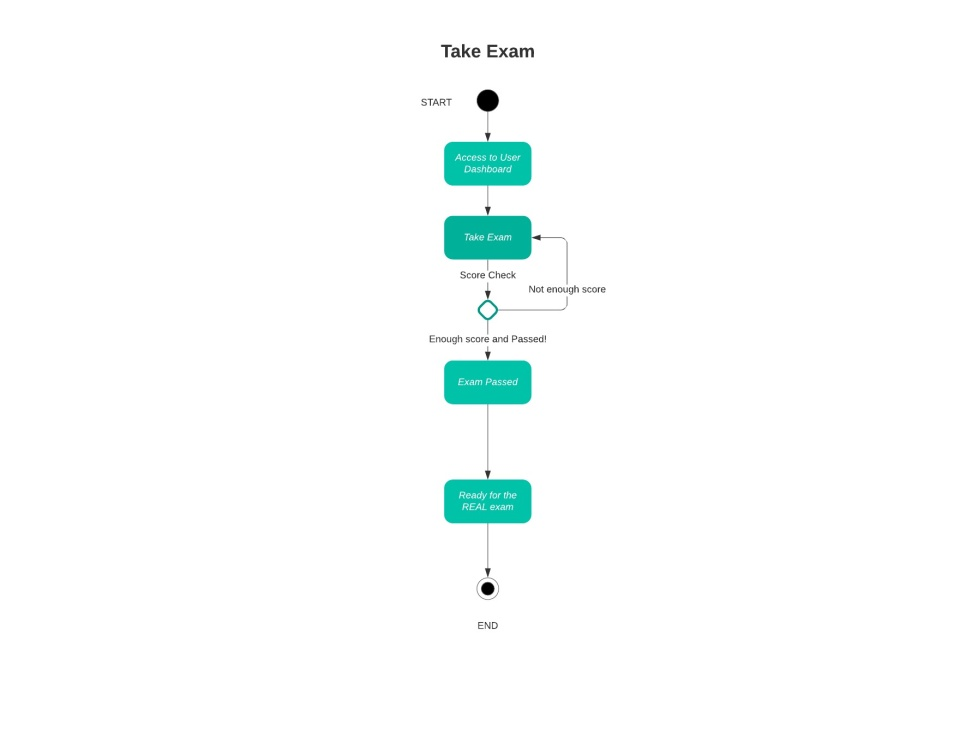 Take Exam
START
Access to User
Dashboard
Take Exam
Score Check
Not enough score
Enough score and Passed!
Exam Passed
Ready for the
REAL exam
END